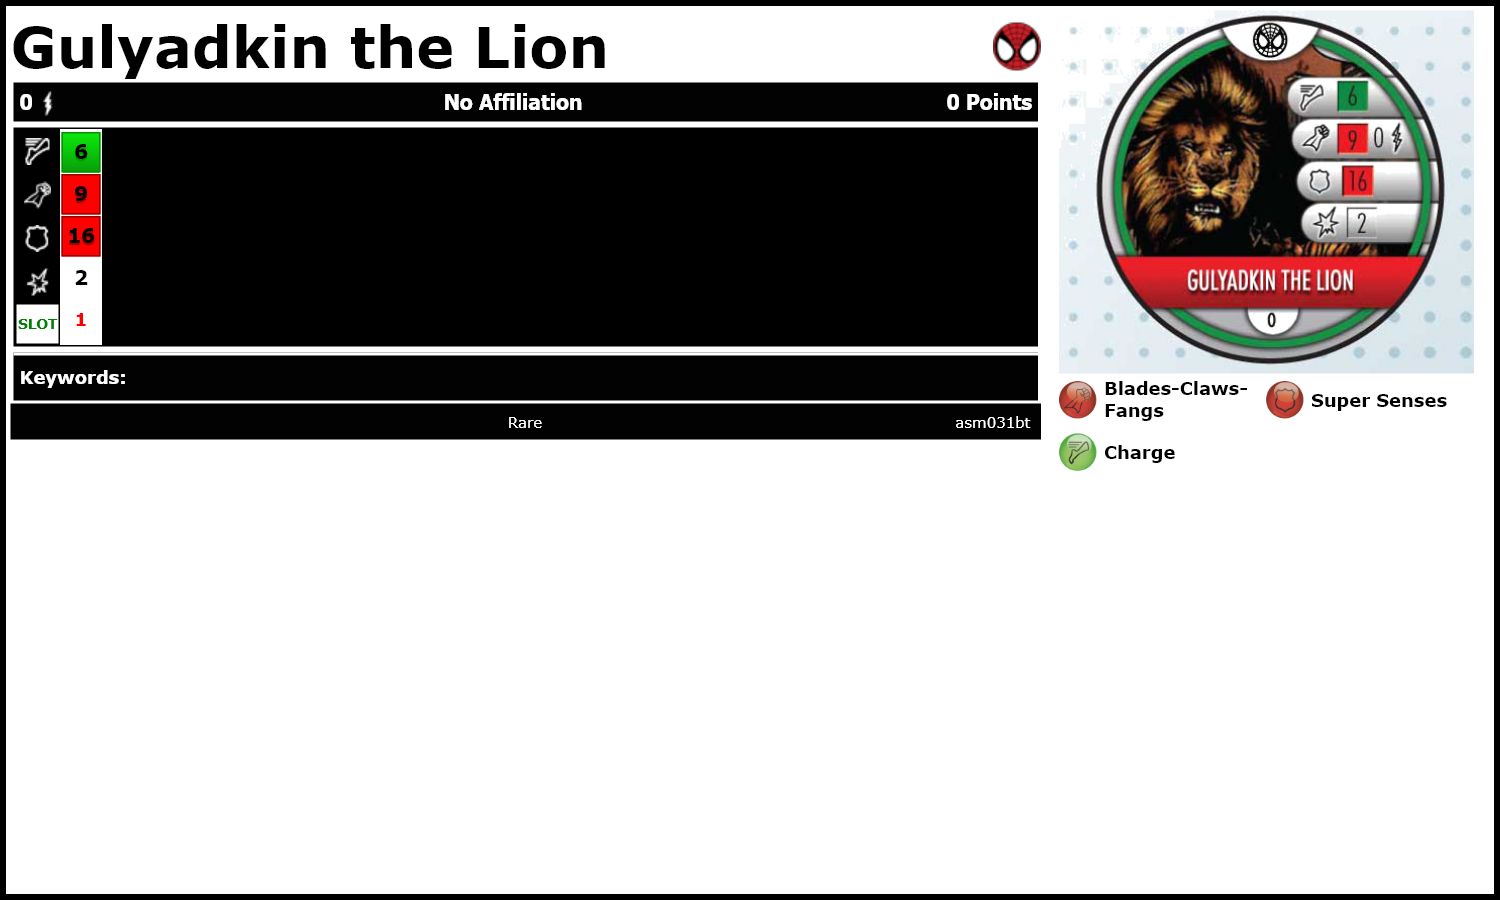 Gulyadkin the Lion
0 No Affiliation 0 Points
6
9
16
2
SLOT 1
Keywords:
Rare asm031bt
6
9 0
16
2
GULYADKIN THE LION
0
Blades-Claws-
Fangs
Super Senses
Charge